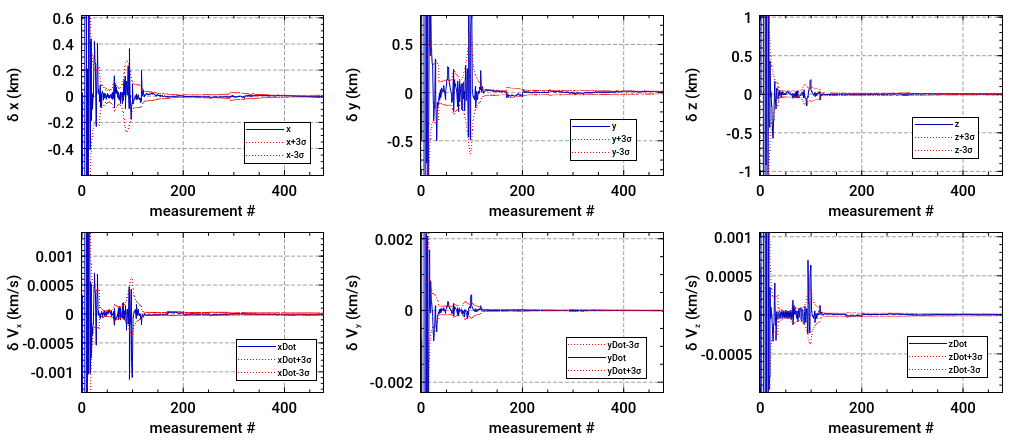 0.6
0.4
0.2
0
-0.2
-0.4
δ x (km)
x
x+3σ
x-3σ
0 200 400
measurement #
0.5
0
-0.5
δ y (km)
y
y+3σ
y-3σ
0 200 400
measurement #
1
0.5
0
-0.5
-1
δ z (km)
z
z+3σ
z-3σ
0 200 400
measurement #
0.001
0.0005
0
-0.0005
-0.001
δ Vx (km/s)
xDot
xDot+3σ
xDot-3σ
0 200 400
measurement #
0.002
0
-0.002
δ Vy (km/s)
yDot-3σ
yDot
yDot+3σ
0 200 400
measurement #
0.001
0.0005
0
-0.0005
δ Vz (km/s)
zDot
zDot+3σ
zDot-3σ
0 200 400
measurement #